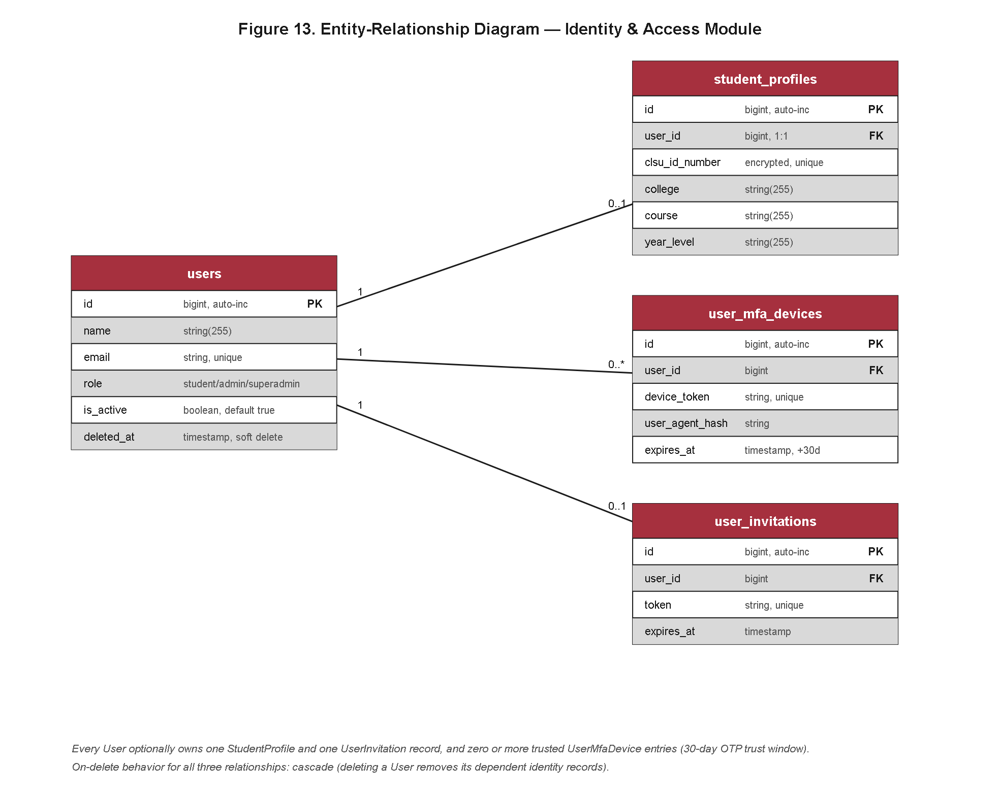 Figure 13. Entity-Relationship Diagram — Identity & Access Module
student_profiles
id bigint, auto-inc PK
user_id bigint, 1:1 FK
clsu_id_number encrypted, unique
college string(255)
course string(255)
year_level string(255)
0..1
1
users
id bigint, auto-inc PK
name string(255)
email string, unique
role student/admin/superadmin
is_active boolean, default true
deleted_at timestamp, soft delete
1
0..*
user_mfa_devices
id bigint, auto-inc PK
user_id bigint FK
device_token string, unique
user_agent_hash string
expires_at timestamp, +30d
1
0..1
user_invitations
id bigint, auto-inc PK
user_id bigint FK
token string, unique
expires_at timestamp
Every User optionally owns one StudentProfile and one UserInvitation record, and zero or more trusted UserMfaDevice entries (30-day OTP trust window).
On-delete behavior for all three relationships: cascade (deleting a User removes its dependent identity records).